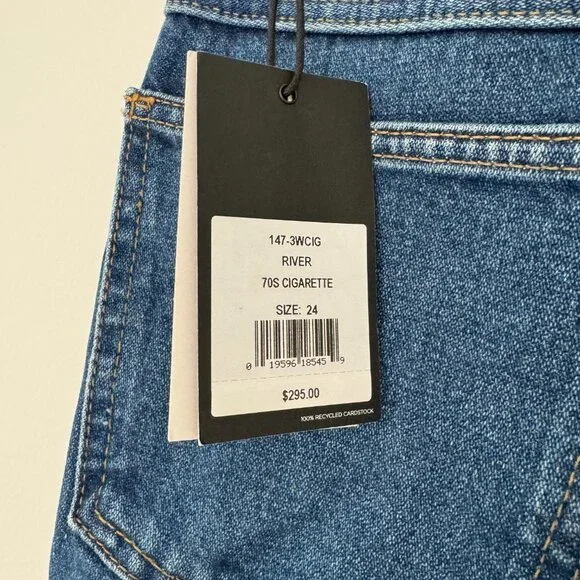 147-3WCIG
RIVER
70S CIGARETTE
SIZE: 24
0 19596 18545 9
$295.00
100% RECYCLED CARDSTOCK